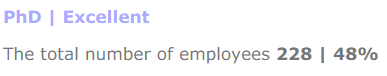 PhD | Excellent
The total number of employees 228 | 48%